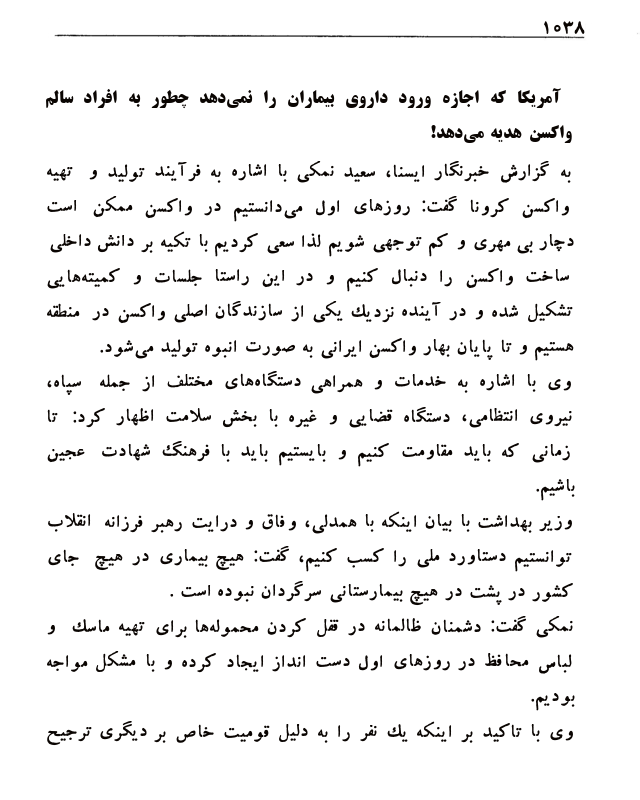 ۱۰۳۸
آمریکا که اجازه ورود داروی بیماران را نمی‌دهد چطور به افراد سالم
واکسن هدیه می‌دهد!
به گزارش خبرنگار ایسنا، سعید نمکی با اشاره به فرآیند تولید و تهیه
واکسن کرونا گفت: روزهای اول می‌دانستیم در واکسن ممکن است
دچار بی مهری و کم توجهی شویم لذا سعی کردیم با تکیه بر دانش داخلی
ساخت واکسن را دنبال کنیم و در این راستا جلسات و کمیته‌هایی
تشکیل شده و در آینده نزدیك یکی از سازندگان اصلی واکسن در منطقه
هستیم و تا پایان بهار واکسن ایرانی به صورت انبوه تولید می‌شود.
وی با اشاره به خدمات و همراهی دستگاه‌های مختلف از جمله سپاه،
نیروی انتظامی، دستگاه قضایی و غیره با بخش سلامت اظهار کرد: تا
زمانی که باید مقاومت کنیم و بایستیم باید با فرهنگ شهادت عجین
باشیم.
وزیر بهداشت با بیان اینکه با همدلی، وفاق و درایت رهبر فرزانه انقلاب
توانستیم دستاورد ملی را کسب کنیم، گفت: هیچ بیماری در هیچ جای
کشور در پشت در هیچ بیمارستانی سرگردان نبوده است .
نمکی گفت: دشمنان ظالمانه در قفل کردن محموله‌ها برای تهیه ماسك و
لباس محافظ در روزهای اول دست انداز ایجاد کرده و با مشکل مواجه
بودیم.
وی با تاکید بر اینکه یك نفر را به دلیل قومیت خاص بر دیگری ترجیح